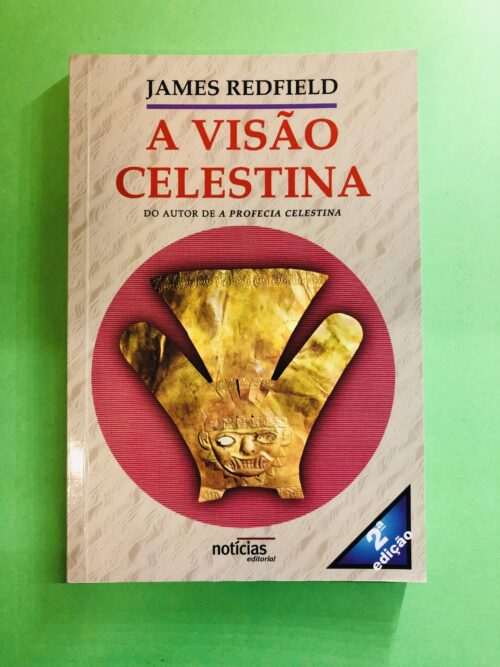 JAMES REDFIELD
A VISÃO
CELESTINA
DO AUTOR DE A PROFECIA CELESTINA
notícias
editorial
2ª
edição